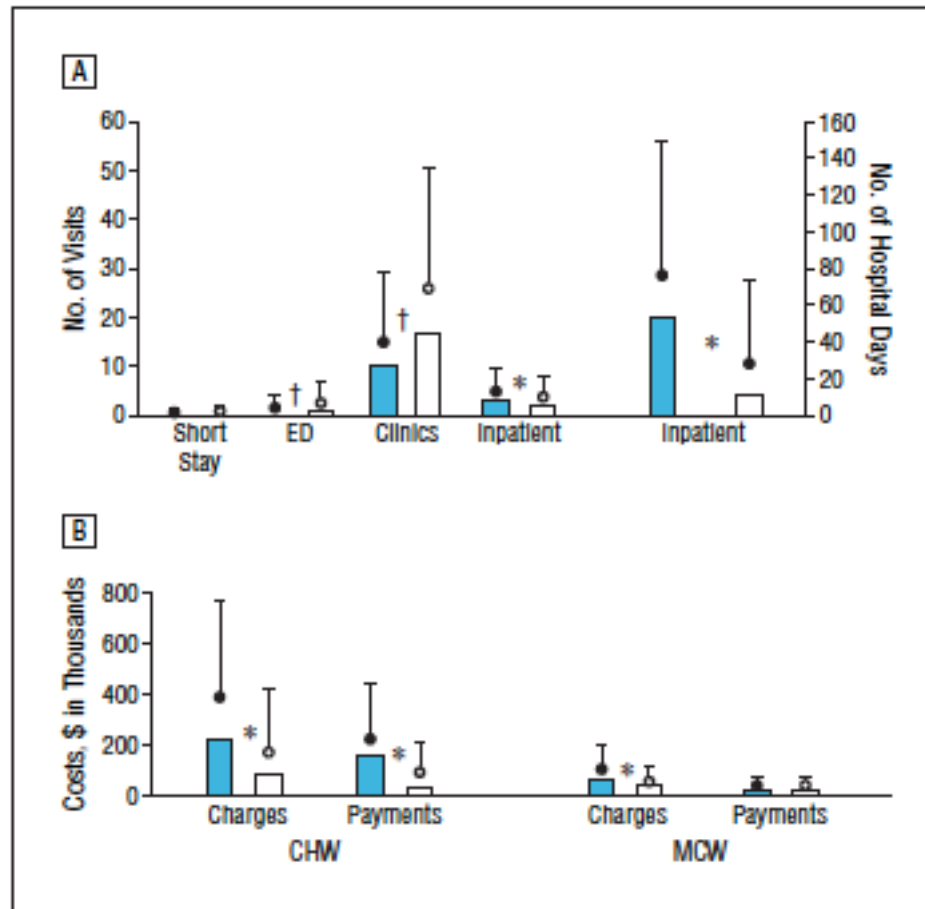 A
60
50
40
30
20
10
0
No. of Visits
160
140
120
100
80
60
40
20
0
No. of Hospital Days
†
†
*
*
Short Stay
ED
Clinics
Inpatient
Inpatient
B
800
600
400
200
0
Costs, $ in Thousands
*
*
*
Charges
Payments
Charges
Payments
CHW
MCW